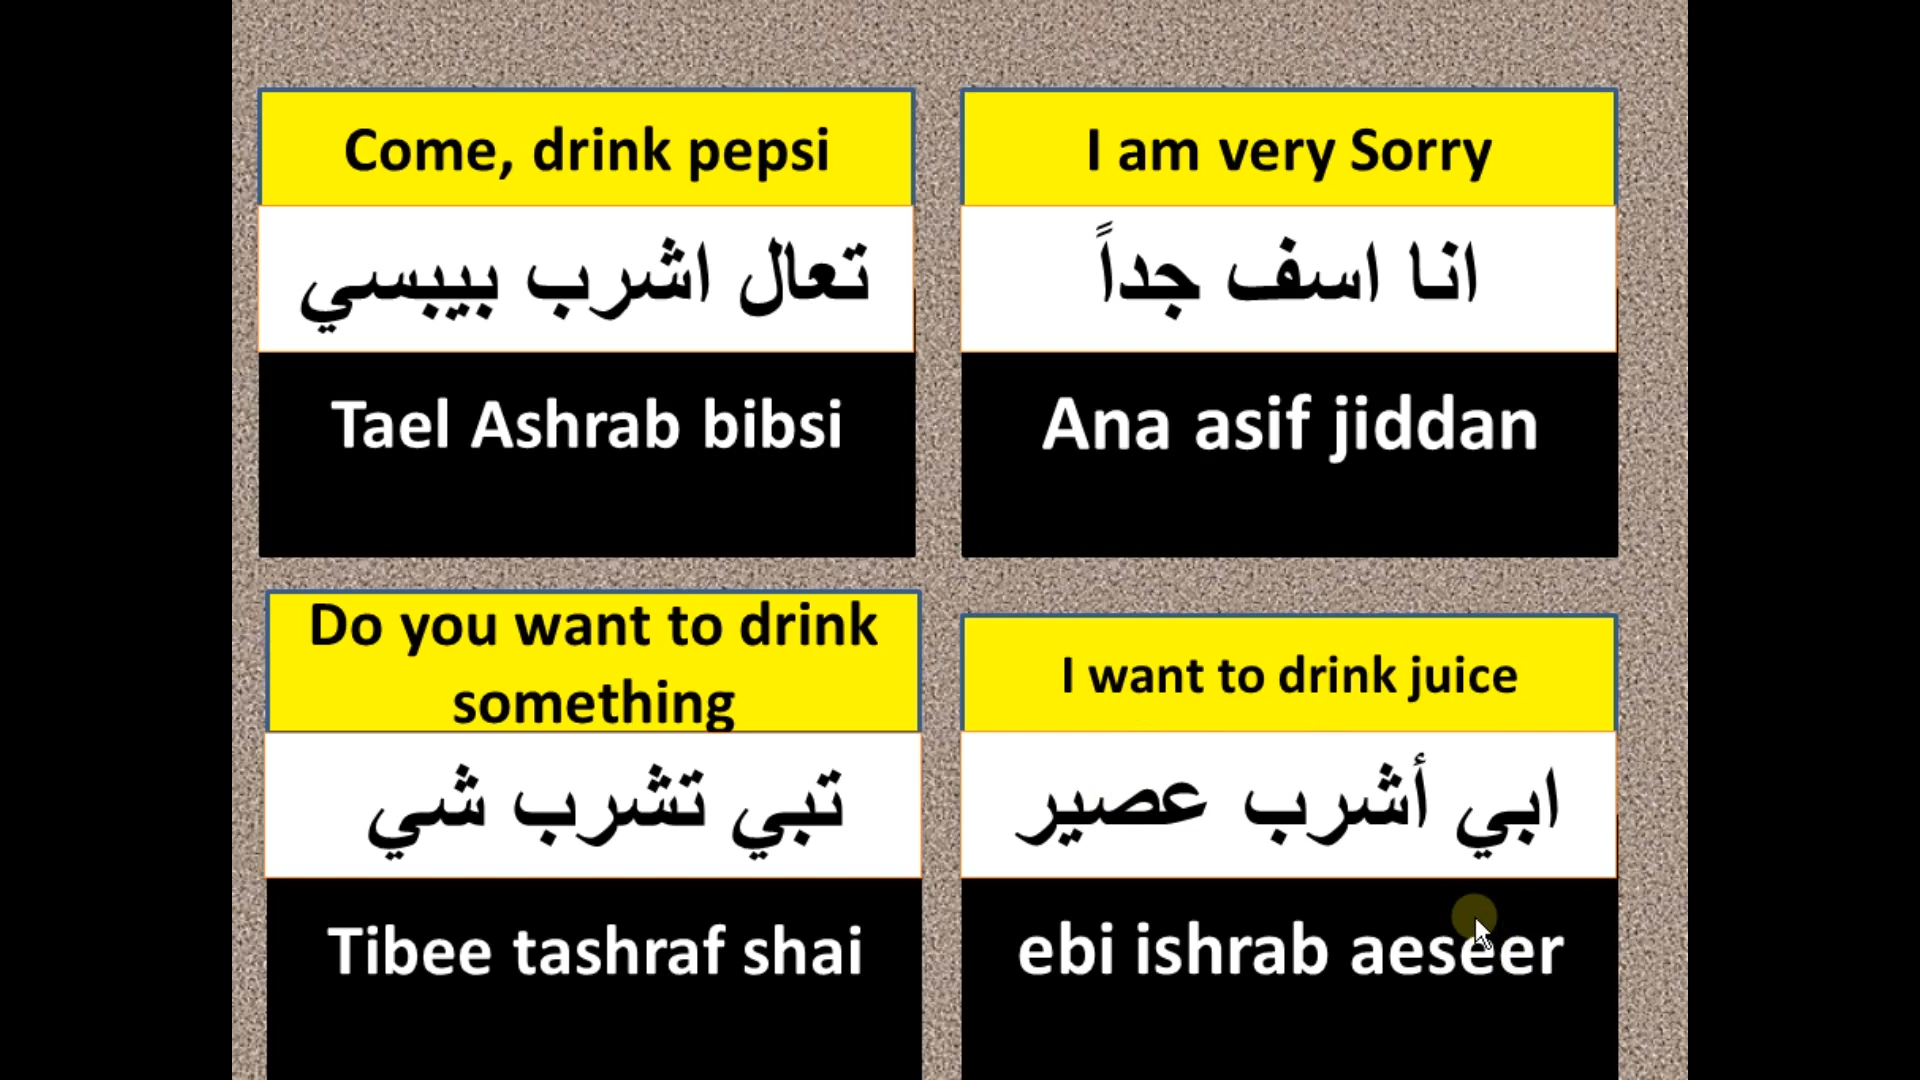 Come, drink pepsi
تعال اشرب بيبسي
Tael Ashrab bibsi
I am very Sorry
انا اسف جداً
Ana asif jiddan
Do you want to drink
something
تبي تشرب شي
Tibee tashraf shai
I want to drink juice
ابي أشرب عصير
ebi ishrab aeseer